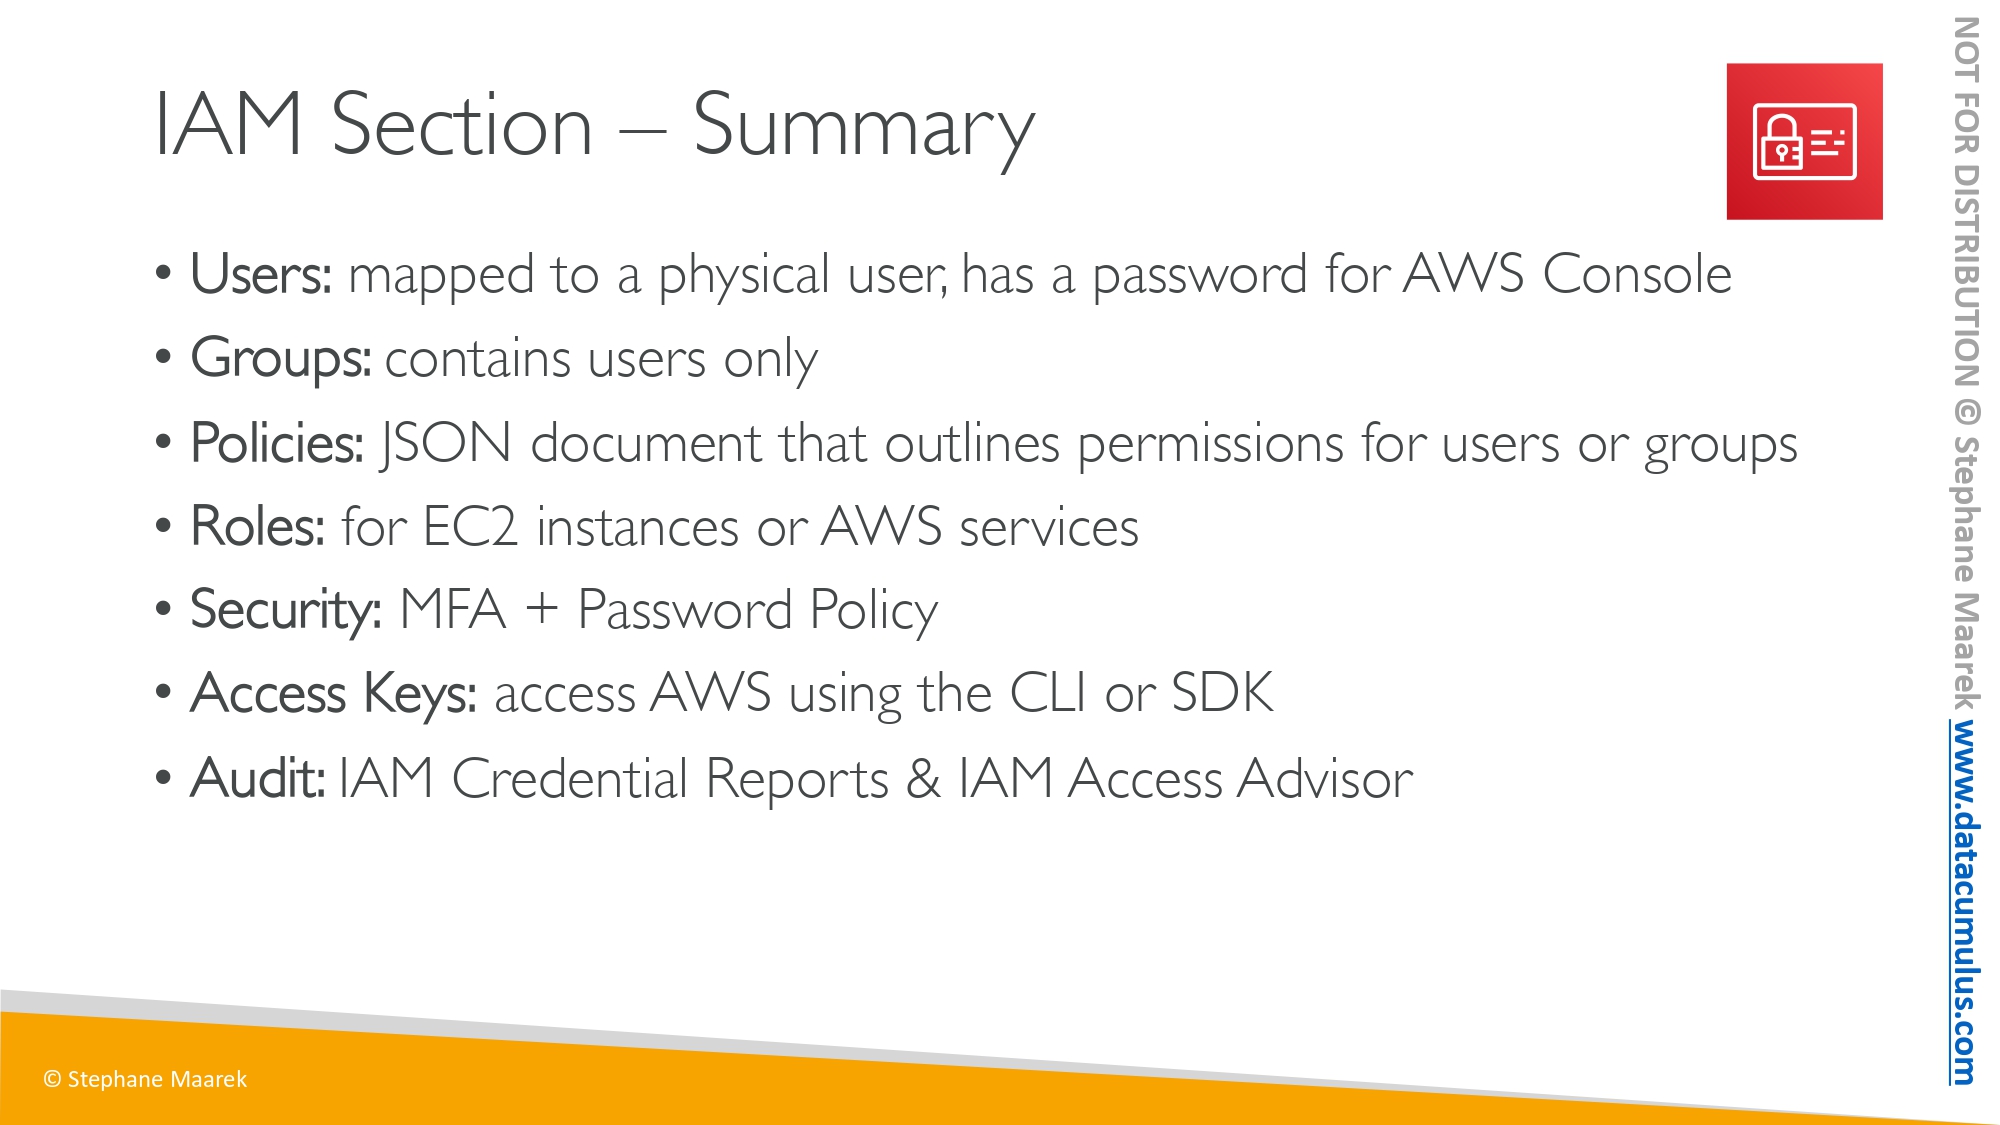 IAM Section – Summary
• Users: mapped to a physical user, has a password for AWS Console
• Groups: contains users only
• Policies: JSON document that outlines permissions for users or groups
• Roles: for EC2 instances or AWS services
• Security: MFA + Password Policy
• Access Keys: access AWS using the CLI or SDK
• Audit: IAM Credential Reports & IAM Access Advisor
© Stephane Maarek
NOT FOR DISTRIBUTION © Stephane Maarek www.datacumulus.com